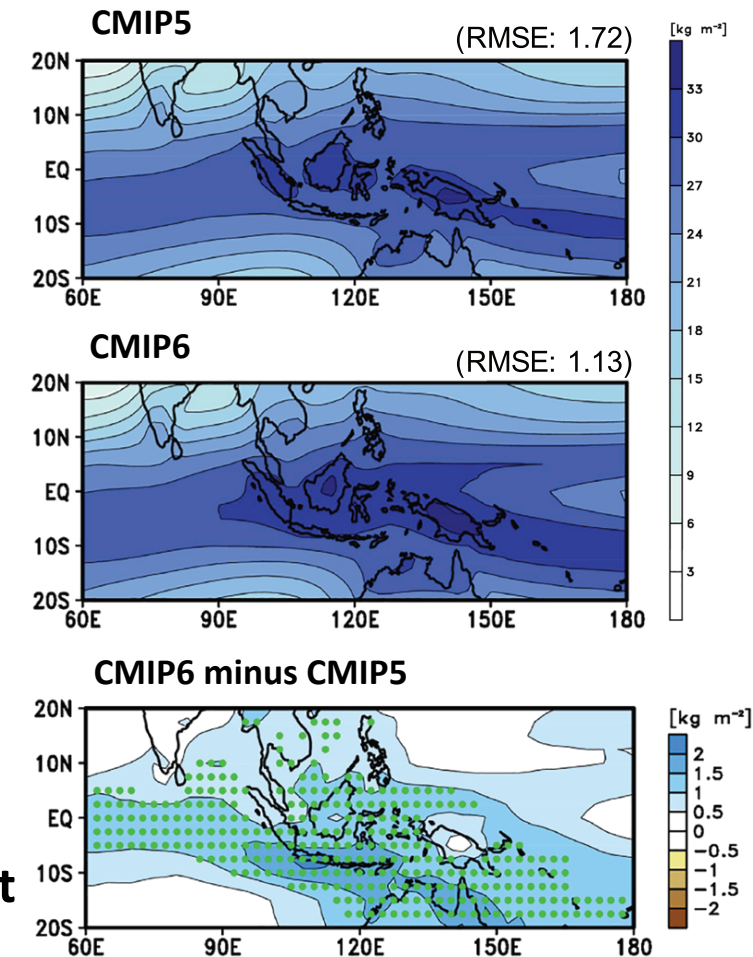 CMIP5
(RMSE: 1.72)
[kg m⁻²]
20N
10N
EQ
10S
20S
60E 90E 120E 150E 180
33
30
27
24
21
18
15
12
9
6
3
CMIP6
(RMSE: 1.13)
20N
10N
EQ
10S
20S
60E 90E 120E 150E 180
CMIP6 minus CMIP5
[kg m⁻²]
20N
10N
EQ
10S
20S
60E 90E 120E 150E 180
2
1.5
1
0.5
0
−0.5
−1
−1.5
−2
t